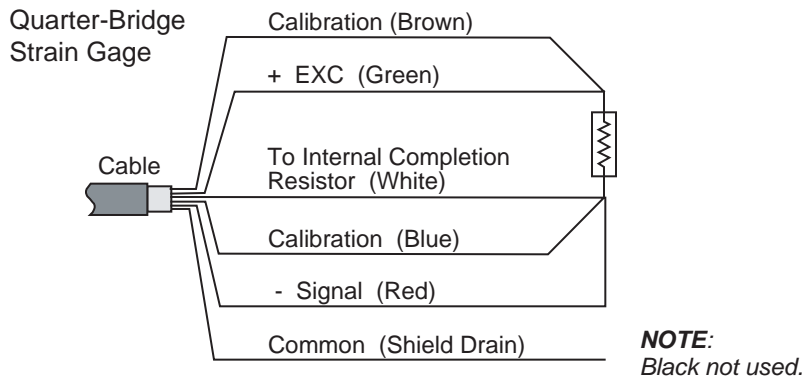 Quarter-Bridge
Strain Gage
Calibration (Brown)
+ EXC (Green)
Cable
To Internal Completion
Resistor (White)
Calibration (Blue)
- Signal (Red)
Common (Shield Drain)
NOTE:
Black not used.